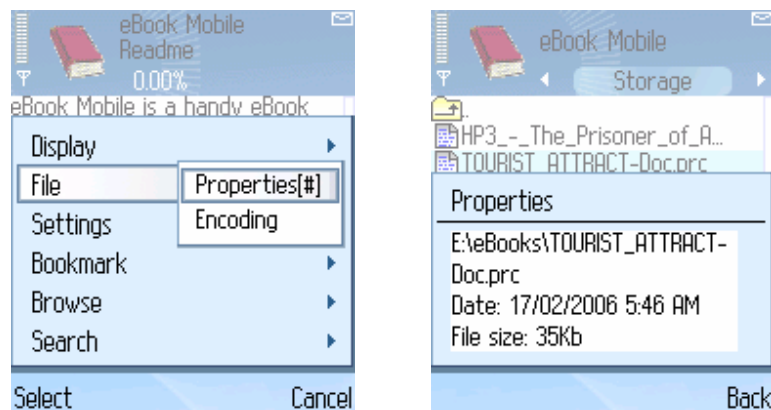 eBook Mobile
Readme
0.00%
eBook Mobile is a handy eBook
Display
File
Properties[#]
Encoding
Settings
Bookmark
Browse
Search
Select
Cancel
eBook Mobile
Storage
HP3_-_The_Prisoner_of_A...
TOURIST_ATTRACT-Doc.prc
Properties
E:\eBooks\TOURIST_ATTRACT-
Doc.prc
Date: 17/02/2006 5:46 AM
File size: 35Kb
Back